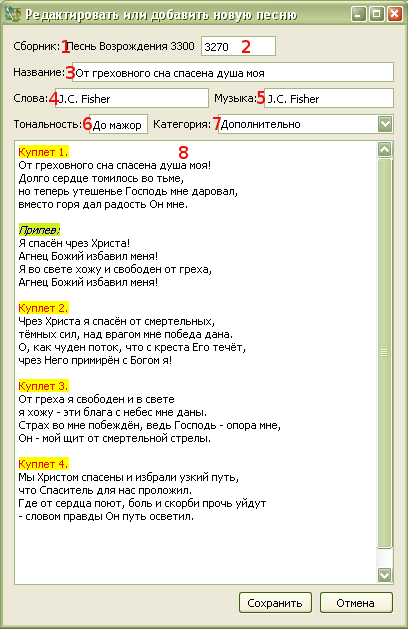 Редактировать или добавить новую песню
Сборник: 1 Песнь Возрождения 3300 3270 2
Название: 3 От греховного сна спасена душа моя
Слова: 4 J.C. Fisher Музыка: 5 J.C. Fisher
Тональность: 6 До мажор Категория: 7 Дополнительно
Куплет 1. 8
От греховного сна спасена душа моя!
Долго сердце томилось во тьме,
но теперь утешенье Господь мне даровал,
вместо горя дал радость Он мне.
Припев:
Я спасён чрез Христа!
Агнец Божий избавил меня!
Я во свете хожу и свободен от греха,
Агнец Божий избавил меня!
Куплет 2.
Чрез Христа я спасён от смертельных,
тёмных сил, над врагом мне победа дана.
О, как чуден поток, что с креста Его течёт,
чрез Него примирён с Богом я!
Куплет 3.
От греха я свободен и в свете
я хожу - эти блага с небес мне даны.
Страх во мне побеждён, ведь Господь - опора мне,
Он - мой щит от смертельной стрелы.
Куплет 4.
Мы Христом спасены и избрали узкий путь,
что Спаситель для нас проложил.
Где от сердца поют, боль и скорби прочь уйдут
- словом правды Он путь осветил.
Сохранить Отмена